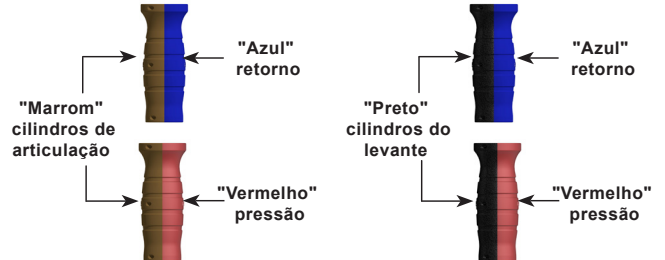 "Azul"
retorno
"Marrom"
cilindros de
articulação
"Vermelho"
pressão
"Azul"
retorno
"Preto"
cilindros do
levante
"Vermelho"
pressão